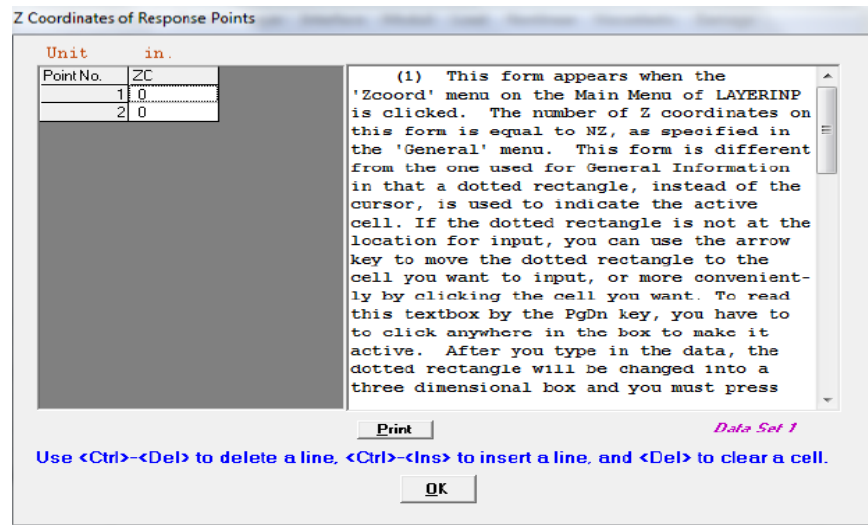 Z Coordinates of Response Points
Unit in.
Point No. ZC
1 0
2 0
(1) This form appears when the
'Zcoord' menu on the Main Menu of LAYERINP
is clicked. The number of Z coordinates on
this form is equal to NZ, as specified in
the 'General' menu. This form is different
from the one used for General Information
in that a dotted rectangle, instead of the
cursor, is used to indicate the active
cell. If the dotted rectangle is not at the
location for input, you can use the arrow
key to move the dotted rectangle to the
cell you want to input, or more convenient-
ly by clicking the cell you want. To read
this textbox by the PgDn key, you have to
to click anywhere in the box to make it
active. After you type in the data, the
dotted rectangle will be changed into a
three dimensional box and you must press
Print
Data Set 1
Use <Ctrl>-<Del> to delete a line, <Ctrl>-<Ins> to insert a line, and <Del> to clear a cell.
OK